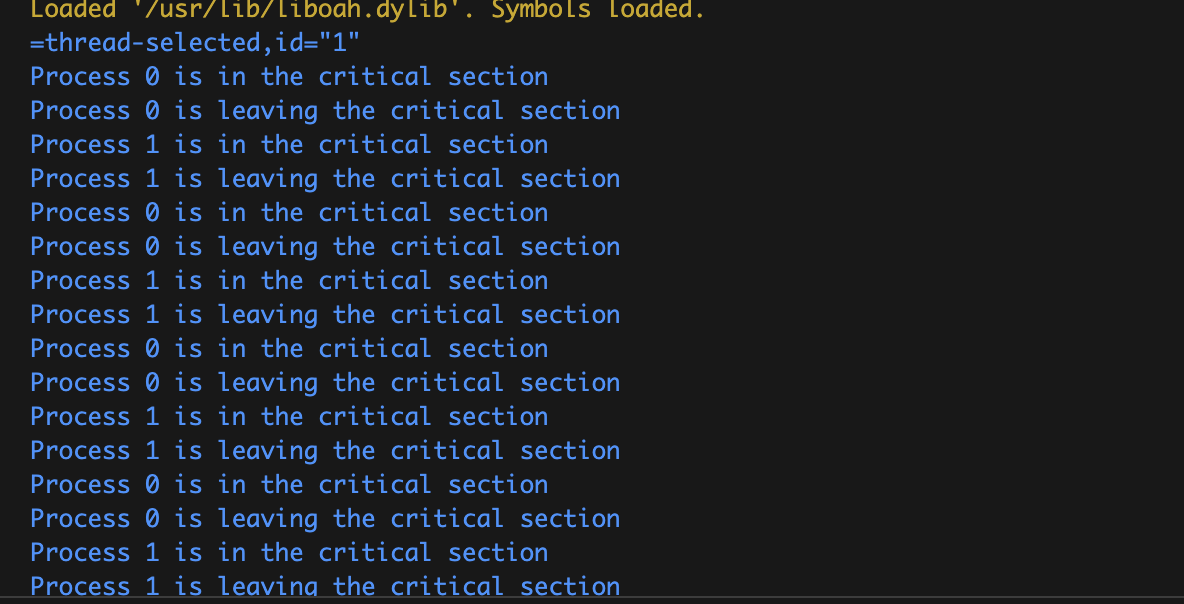 Loaded '/usr/lib/liboah.dylib'. Symbols loaded.
=thread-selected,id="1"
Process 0 is in the critical section
Process 0 is leaving the critical section
Process 1 is in the critical section
Process 1 is leaving the critical section
Process 0 is in the critical section
Process 0 is leaving the critical section
Process 1 is in the critical section
Process 1 is leaving the critical section
Process 0 is in the critical section
Process 0 is leaving the critical section
Process 1 is in the critical section
Process 1 is leaving the critical section
Process 0 is in the critical section
Process 0 is leaving the critical section
Process 1 is in the critical section
Process 1 is leaving the critical section